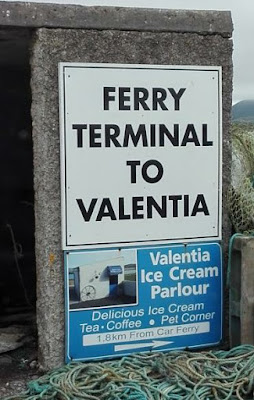 FERRY
TERMINAL
TO
VALENTIA
Valentia
Ice Cream
Parlour
Delicious Ice Cream
Tea · Coffee • Pet Corner
1.8km From Car Ferry